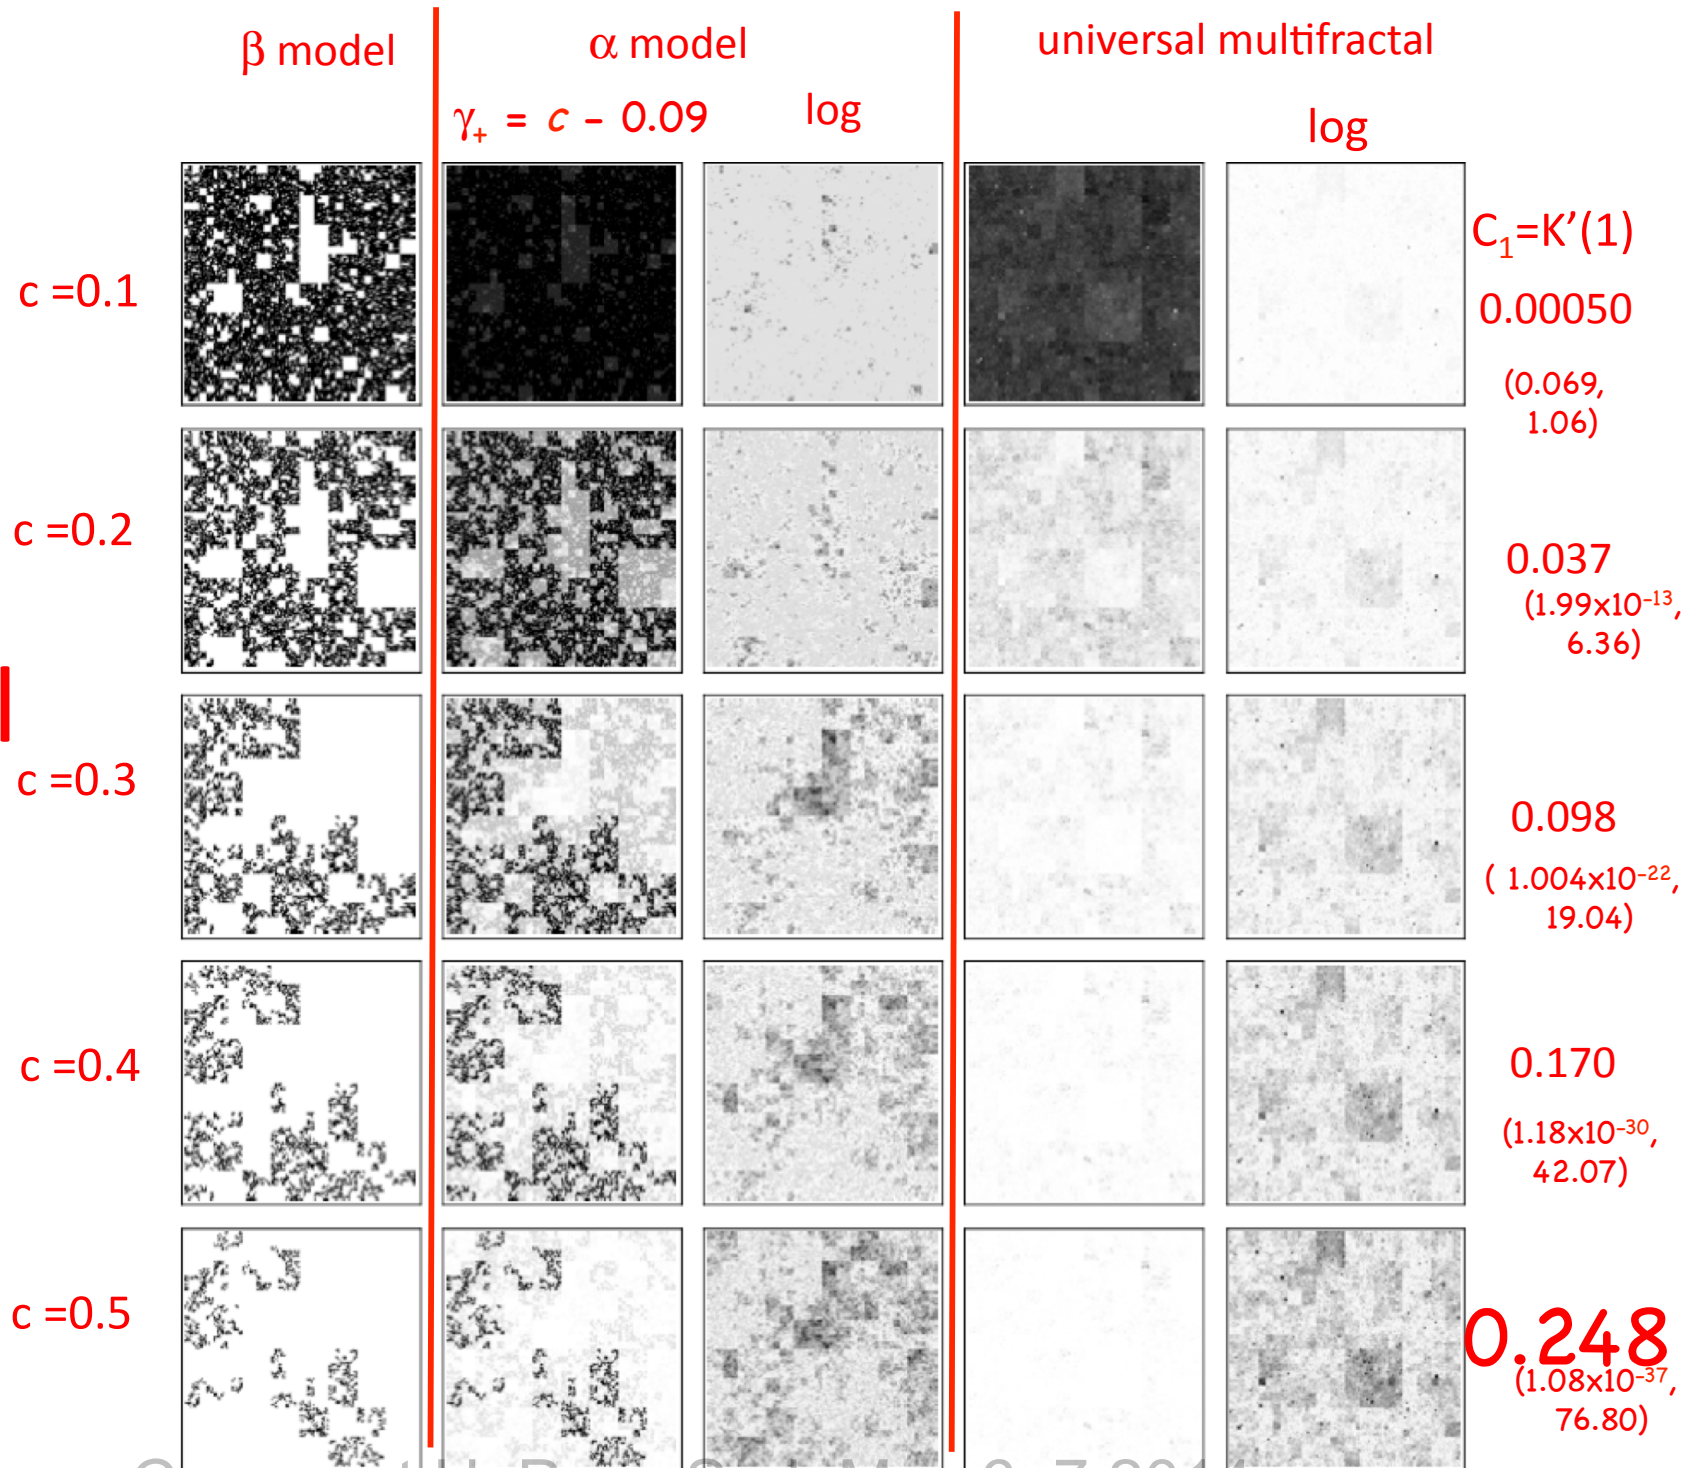 β model
α model
universal multifractal
γ₊ = c – 0.09
log
log
c =0.1
C₁=K’(1)
0.00050
(0.069,
1.06)
c =0.2
0.037
(1.99x10⁻¹³,
6.36)
c =0.3
0.098
( 1.004x10⁻²²,
19.04)
c =0.4
0.170
(1.18x10⁻³⁰,
42.07)
c =0.5
0.248
(1.08x10⁻³⁷,
76.80)